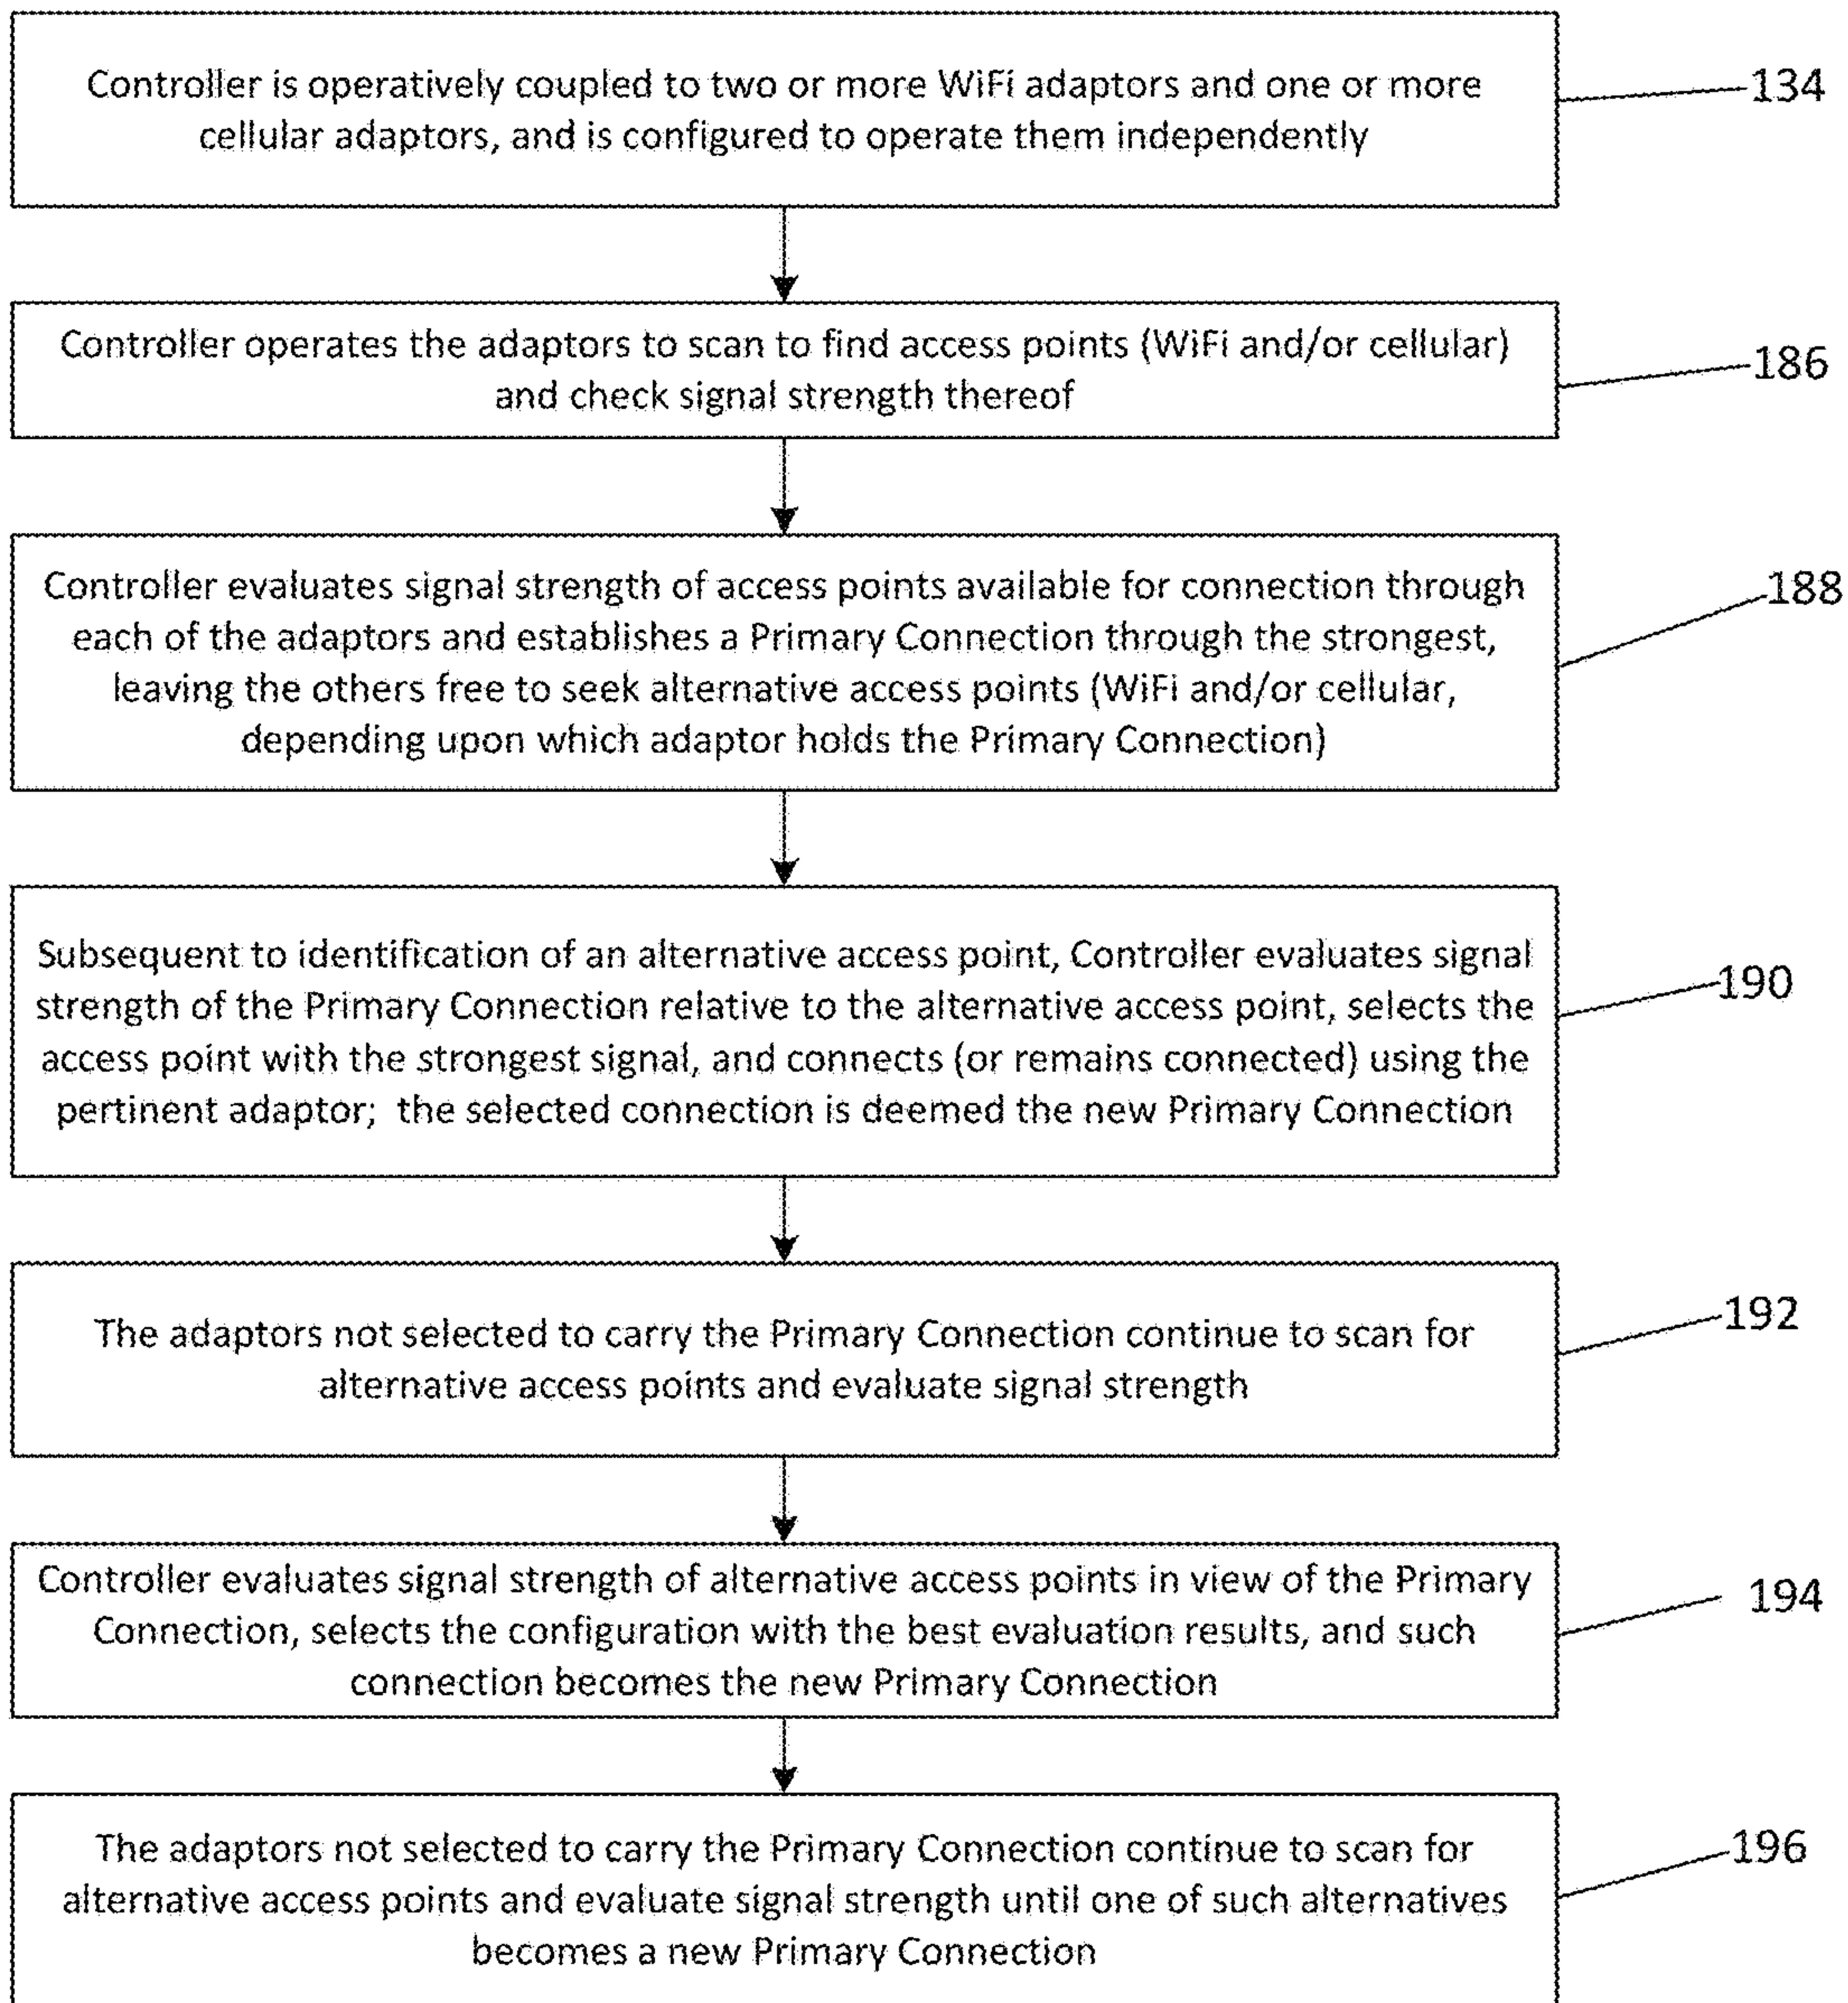 Controller is operatively coupled to two or more WiFi adaptors and one or more
cellular adaptors, and is configured to operate them independently
134
Controller operates the adaptors to scan to find access points (WiFi and/or cellular)
and check signal strength thereof
186
Controller evaluates signal strength of access points available for connection through
each of the adaptors and establishes a Primary Connection through the strongest,
leaving the others free to seek alternative access points (WiFi and/or cellular,
depending upon which adaptor holds the Primary Connection)
188
Subsequent to identification of an alternative access point, Controller evaluates signal
strength of the Primary Connection relative to the alternative access point, selects the
access point with the strongest signal, and connects (or remains connected) using the
pertinent adaptor;  the selected connection is deemed the new Primary Connection
190
The adaptors not selected to carry the Primary Connection continue to scan for
alternative access points and evaluate signal strength
192
Controller evaluates signal strength of alternative access points in view of the Primary
Connection, selects the configuration with the best evaluation results, and such
connection becomes the new Primary Connection
194
The adaptors not selected to carry the Primary Connection continue to scan for
alternative access points and evaluate signal strength until one of such alternatives
becomes a new Primary Connection
196